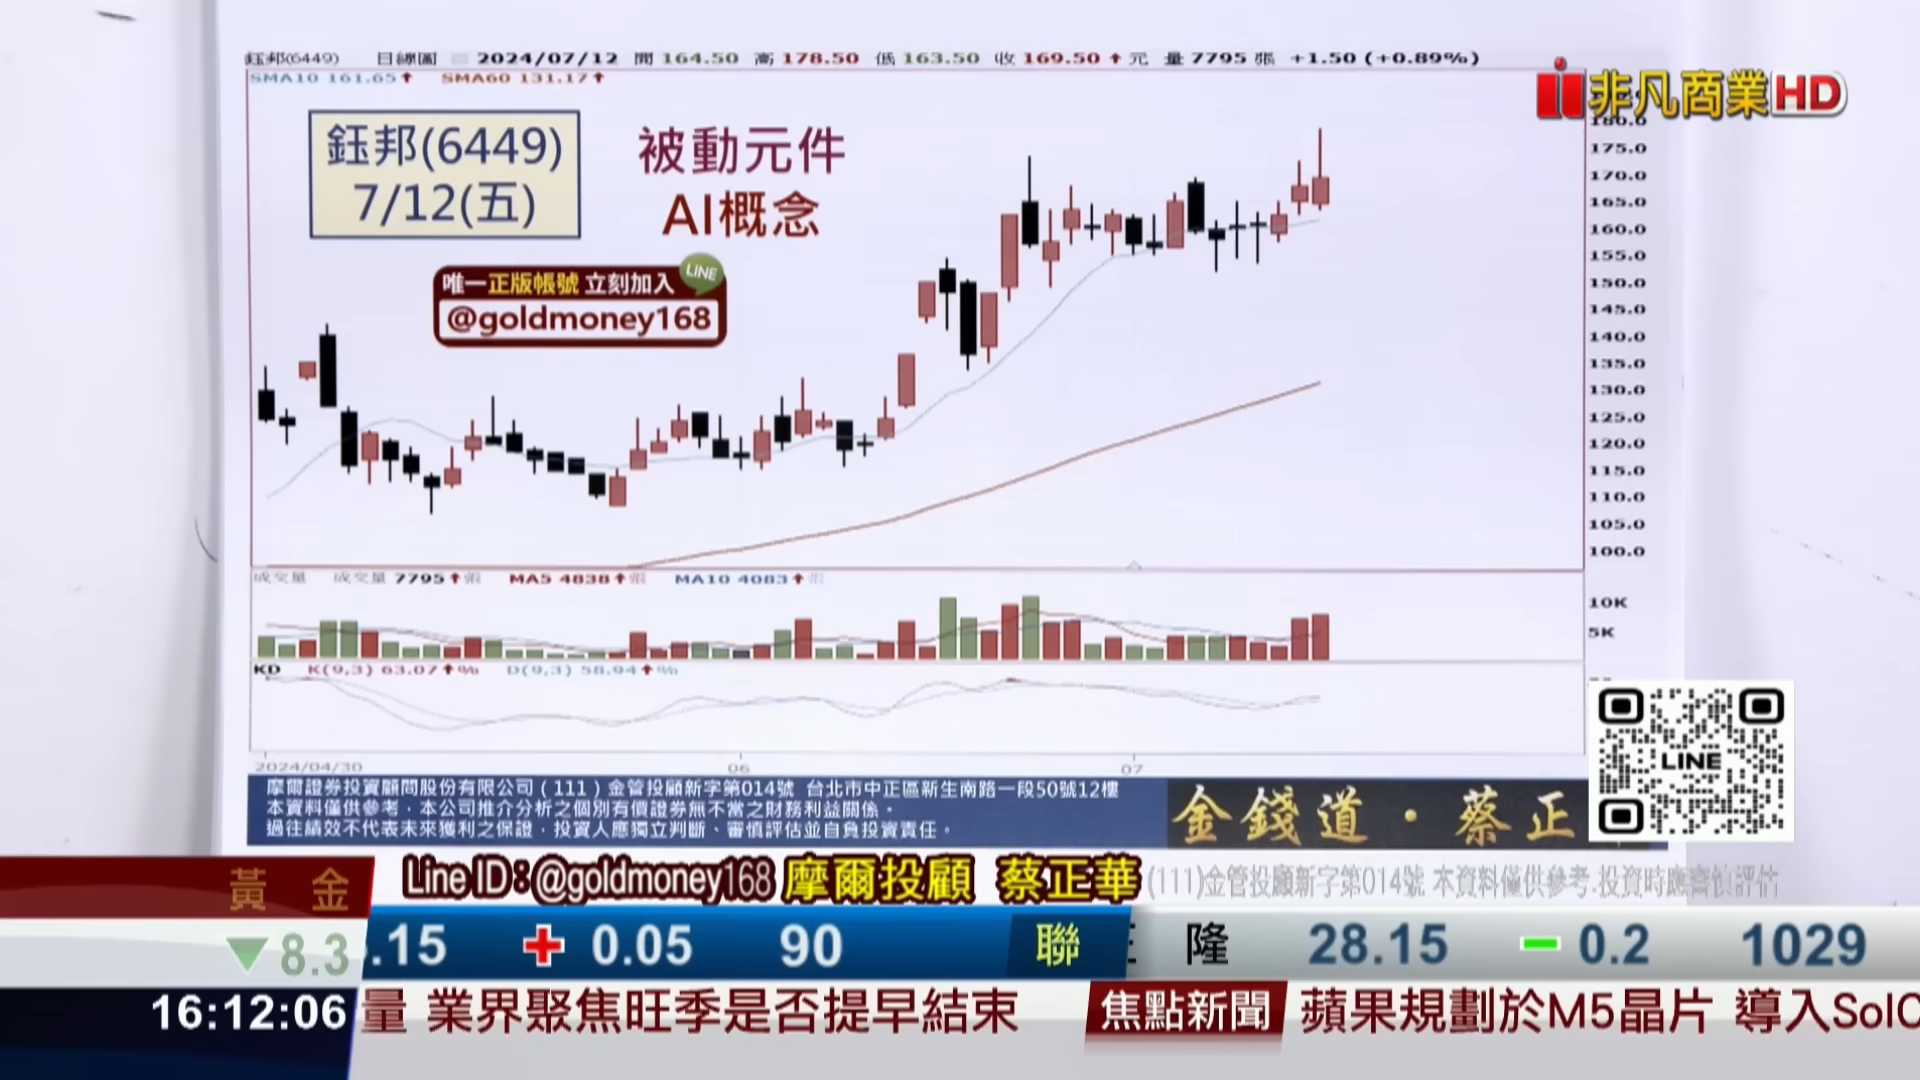 鈺邦(6449) 日線圖 2024/07/12 開 164.50 高 178.50 低 163.50 收 169.50 元 量 7795 張 +1.50 (+0.89%)
SMA10 161.65 SMA60 131.17
非凡商業HD
鈺邦(6449)
7/12(五)
被動元件
AI概念
唯一正版帳號 立刻加入
LINE
@goldmoney168
180.0
175.0
170.0
165.0
160.0
155.0
150.0
145.0
140.0
135.0
130.0
125.0
120.0
115.0
110.0
105.0
100.0
成交量 成交量 7795 張 MA5 4838 張 MA10 4083 張
10K
5K
KD K(9,3) 63.07 % D(9,3) 58.94 %
2024/04/30
06
07
LINE
摩爾證券投資顧問股份有限公司(111)金管投顧新字第014號 台北市中正區新生南路一段50號12樓
本資料僅供參考,本公司推介分析之個別有價證券無不當之財務利益關係。
過往績效不代表未來獲利之保證,投資人應獨立判斷、審慎評估並自負投資責任。
金錢道·蔡正
黃金
Line ID:@goldmoney168 摩爾投顧 蔡正華
(111)金管投顧新字第014號 本資料僅供參考.投資時應審慎評估
8.3
.15 0.05 90
聯
隆 28.15 0.2 1029
16:12:06
量 業界聚焦旺季是否提早結束
焦點新聞
蘋果規劃於M5晶片 導入SoIC